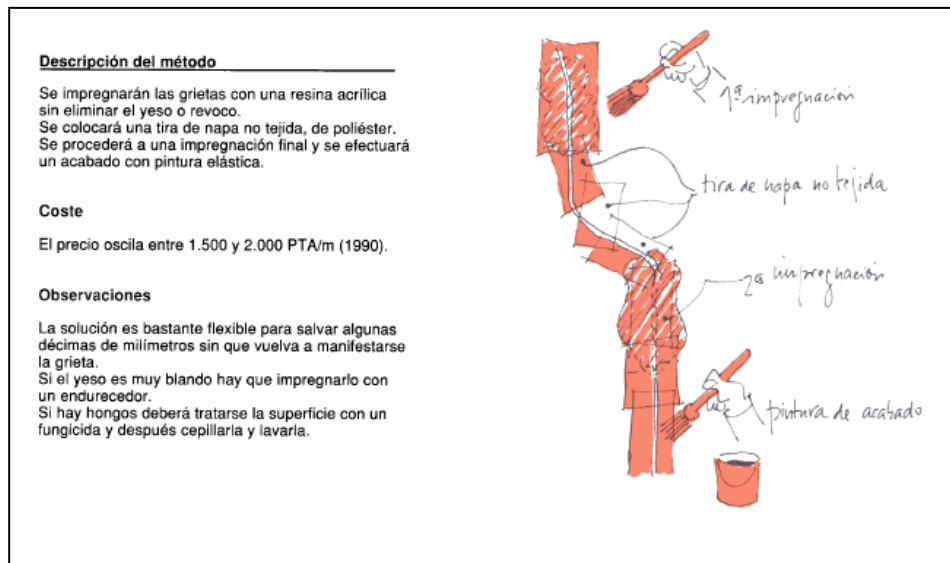 Descripción del método
Se impregnarán las grietas con una resina acrílica
sin eliminar el yeso o revoco.
Se colocará una tira de napa no tejida, de poliéster.
Se procederá a una impregnación final y se efectuará
un acabado con pintura elástica.
Coste
El precio oscila entre 1.500 y 2.000 PTA/m (1990).
Observaciones
La solución es bastante flexible para salvar algunas
décimas de milímetros sin que vuelva a manifestarse
la grieta.
Si el yeso es muy blando hay que impregnarlo con
un endurecedor.
Si hay hongos deberá tratarse la superficie con un
fungicida y después cepillarla y lavarla.
1ª impregnación
tira de napa no tejida
2ª impregnación
pintura de acabado